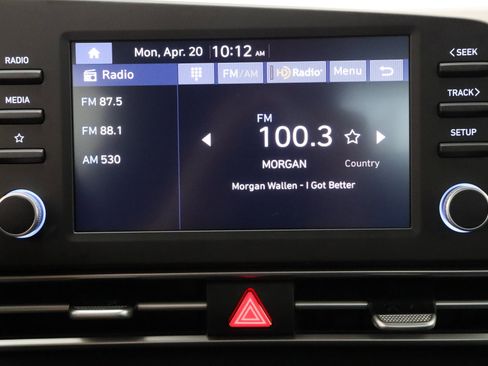 Mon, Apr. 20 10:12 AM
RADIO
Radio
FM/AM
HD Radio
Menu
< SEEK
MEDIA
FM 87.5
FM 88.1
AM 530
FM
100.3
MORGAN
Country
Morgan Wallen - I Got Better
TRACK >
SETUP